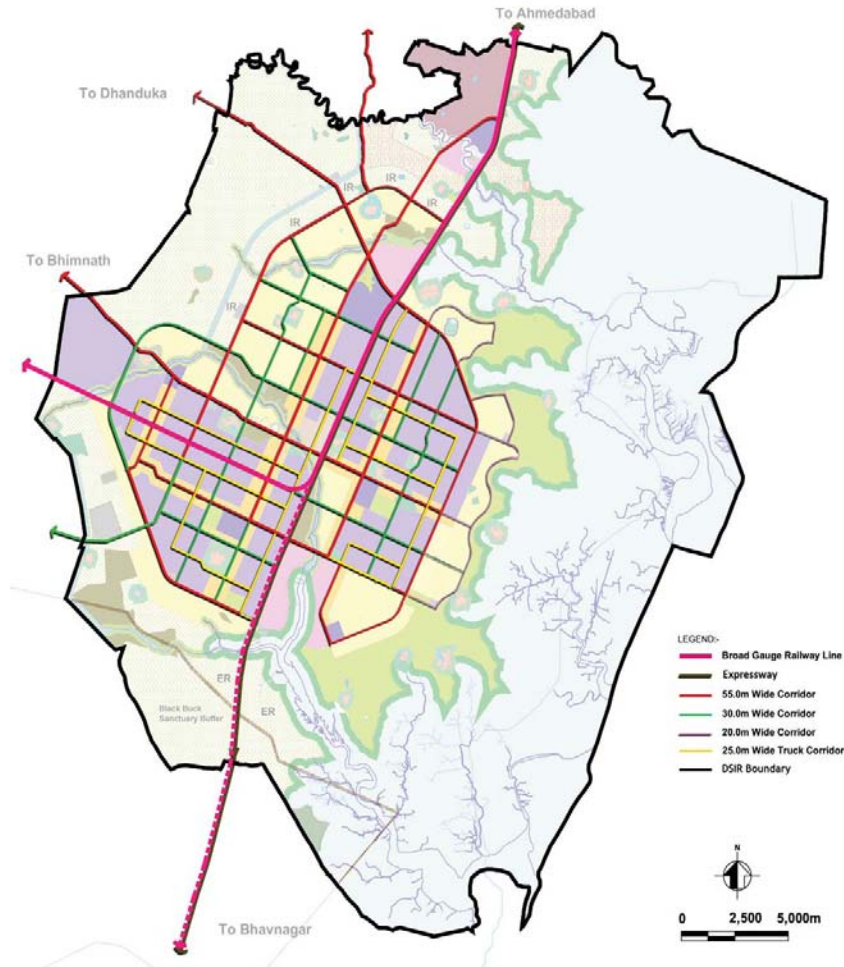 To Ahmedabad
To Dhanduka
IR
IR
IR
IR
To Bhimnath
IR
LEGEND:-
Broad Gauge Railway Line
Expressway
55.0m Wide Corridor
30.0m Wide Corridor
20.0m Wide Corridor
25.0m Wide Truck Corridor
DSIR Boundary
ER
Black Buck
Sanctuary Buffer
ER
N
0 2,500 5,000m
To Bhavnagar